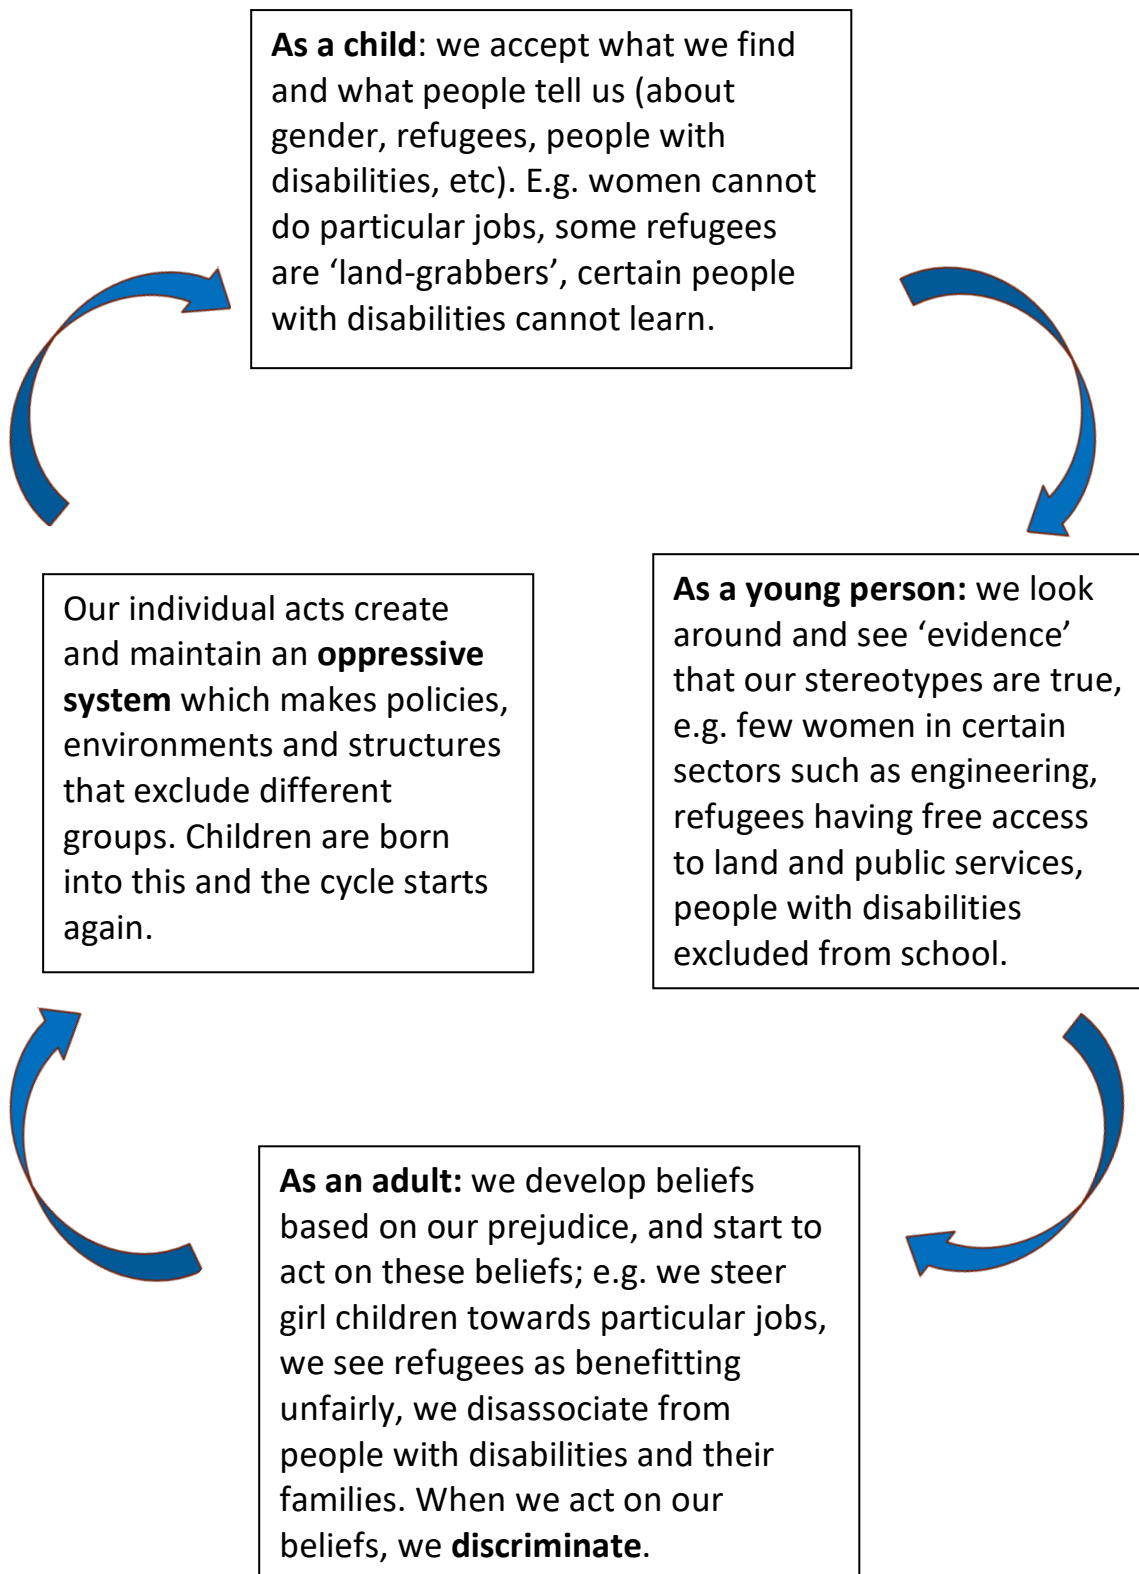 As a child: we accept what we find
and what people tell us (about
gender, refugees, people with
disabilities, etc). E.g. women cannot
do particular jobs, some refugees
are ‘land-grabbers’, certain people
with disabilities cannot learn.
As a young person: we look
around and see ‘evidence’
that our stereotypes are true,
e.g. few women in certain
sectors such as engineering,
refugees having free access
to land and public services,
people with disabilities
excluded from school.
As an adult: we develop beliefs
based on our prejudice, and start to
act on these beliefs; e.g. we steer
girl children towards particular jobs,
we see refugees as benefitting
unfairly, we disassociate from
people with disabilities and their
families. When we act on our
beliefs, we discriminate.
Our individual acts create
and maintain an oppressive
system which makes policies,
environments and structures
that exclude different
groups. Children are born
into this and the cycle starts
again.